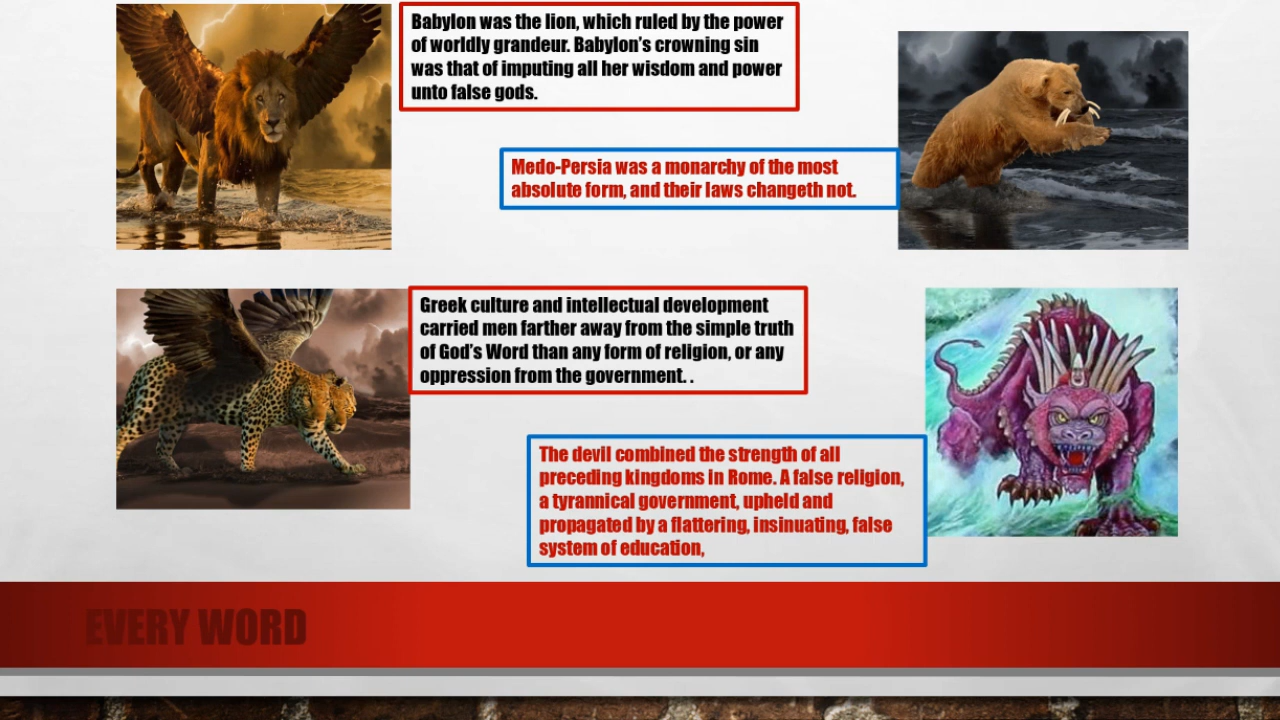 Babylon was the lion, which ruled by the power
of worldly grandeur. Babylon’s crowning sin
was that of imputing all her wisdom and power
unto false gods.
Medo-Persia was a monarchy of the most
absolute form, and their laws changeth not.
Greek culture and intellectual development
carried men farther away from the simple truth
of God’s Word than any form of religion, or any
oppression from the government. .
The devil combined the strength of all
preceding kingdoms in Rome. A false religion,
a tyrannical government, upheld and
propagated by a flattering, insinuating, false
system of education,
EVERY WORD